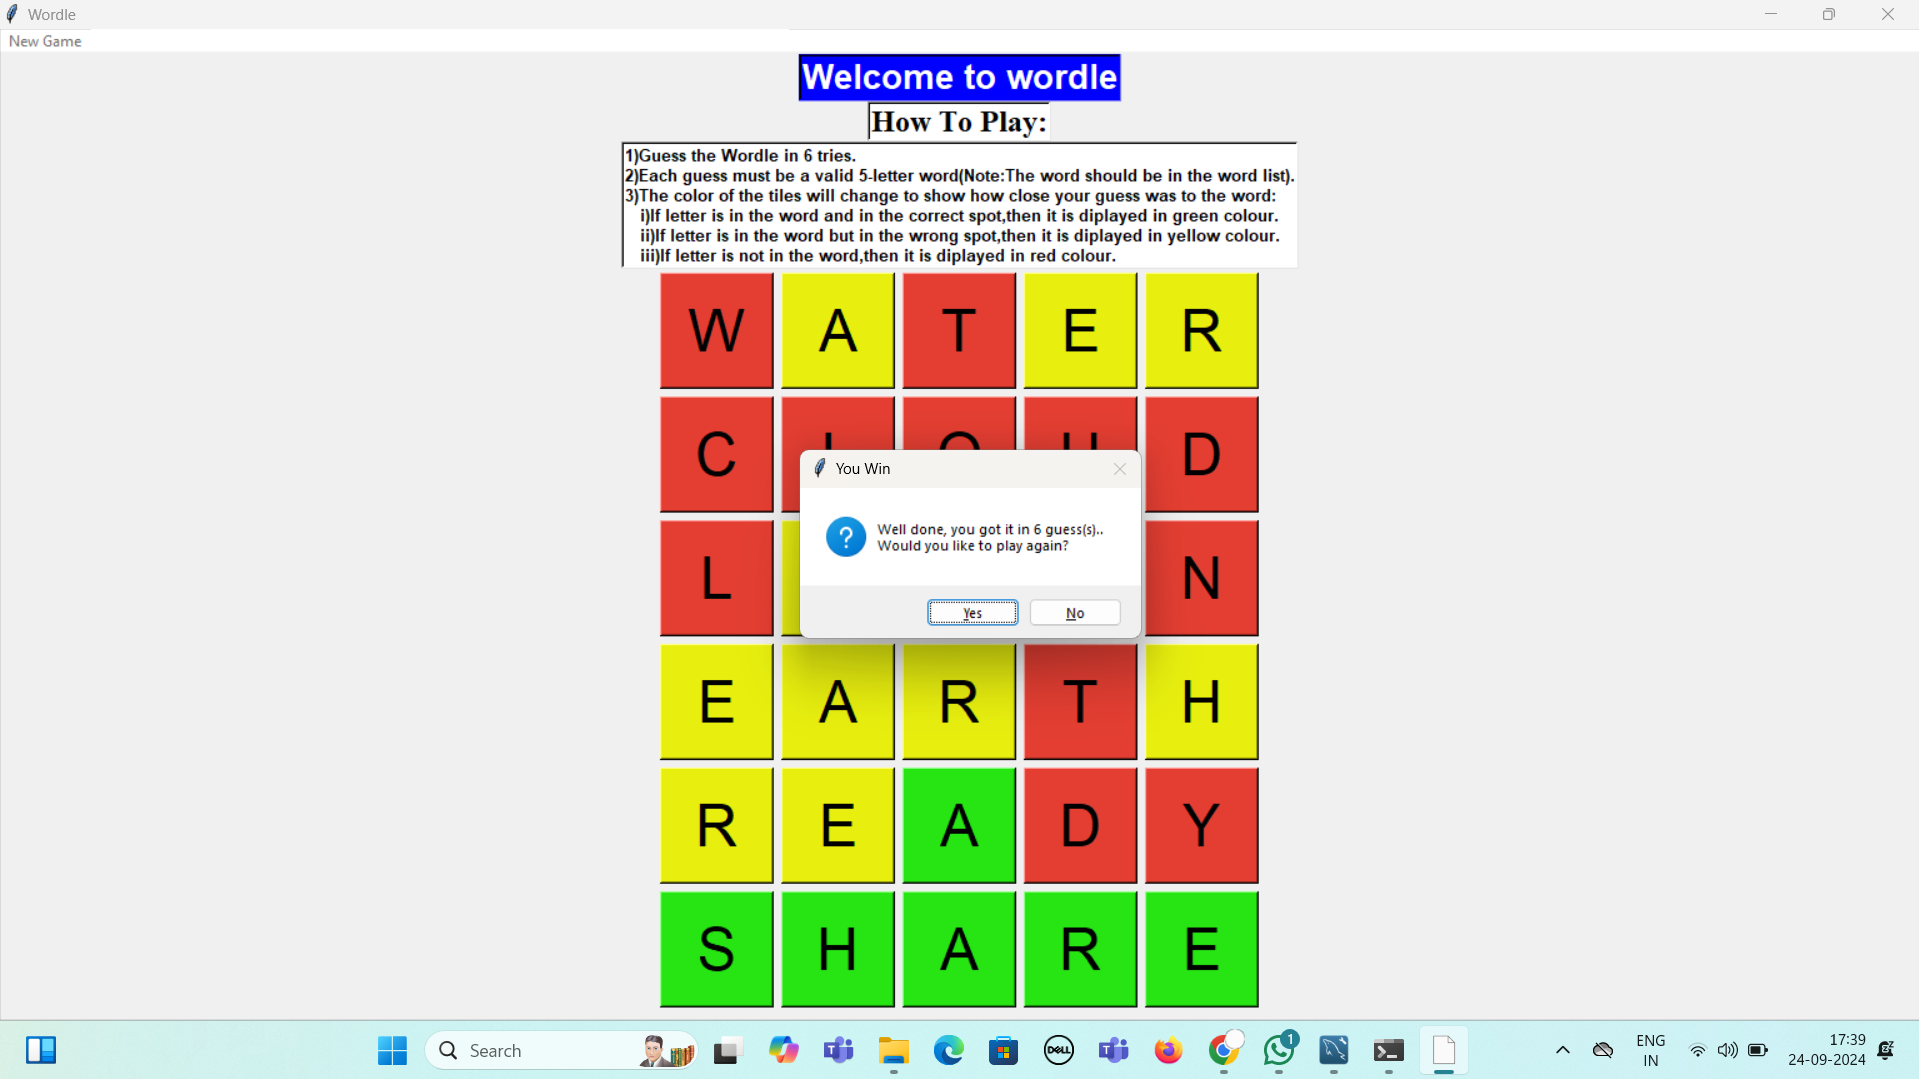 Wordle
New Game
Welcome to wordle
How To Play:
1)Guess the Wordle in 6 tries.
2)Each guess must be a valid 5-letter word(Note:The word should be in the word list).
3)The color of the tiles will change to show how close your guess was to the word:
i)If letter is in the word and in the correct spot,then it is diplayed in green colour.
ii)If letter is in the word but in the wrong spot,then it is diplayed in yellow colour.
iii)If letter is not in the word,then it is diplayed in red colour.
W A T E R
C L O U D
You Win
Well done, you got it in 6 guess(s)..
Would you like to play again?
Yes No
L N
E A R T H
R E A D Y
S H A R E
Search
DELL
1
ENG
IN
17:39
24-09-2024